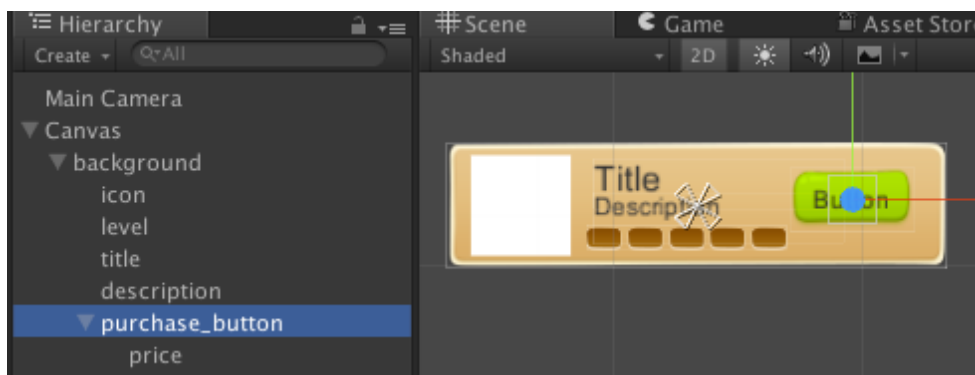 Hierarchy
Create
All
Main Camera
Canvas
background
icon
level
title
description
purchase_button
price
Scene
Game
Asset Stor
Shaded
2D
Title
Description
Button